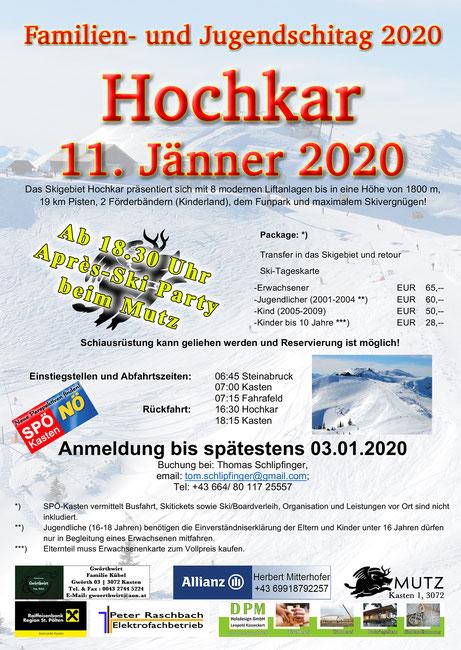 Familien- und Jugendschitag 2020
Hochkar
11. Jänner 2020
Das Skigebiet Hochkar präsentiert sich mit 8 modernen Liftanlagen bis in eine Höhe von 1800 m,
19 km Pisten, 2 Förderbändern (Kinderland), dem Funpark und maximalem Skivergnügen!
Ab 18.30 Uhr
Après-Ski-Party
beim Mutz
Package: *)
Transfer in das Skigebiet und retour
Ski-Tageskarte
-Erwachsener EUR 65,--
-Jugendlicher (2001-2004 **) EUR 60,--
-Kind (2005-2009) EUR 50,--
-Kinder bis 10 Jahre ***) EUR 28,--
Schiausrüstung kann geliehen werden und Reservierung ist möglich!
Einstiegstellen und Abfahrtszeiten: 06:45 Steinabruck
07:00 Kasten
07:15 Fahrafeld
Rückfahrt: 16:30 Hochkar
18:15 Kasten
Neue Perspektiven finden!
SPÖ NÖ
Kasten
Anmeldung bis spätestens 03.01.2020
Buchung bei: Thomas Schlipfinger,
email: tom.schlipfinger@gmail.com;
Tel: +43 664/ 80 117 25557
*) SPÖ-Kasten vermittelt Busfahrt, Skitickets sowie Ski/Boardverleih, Organisation und Leistungen vor Ort sind nicht
inkludiert.
**) Jugendliche (16-18 Jahren) benötigen die Einverständniserklärung der Eltern und Kinder unter 16 Jahren dürfen
nur in Begleitung eines Erwachsenen mitfahren.
***) Elternteil muss Erwachsenenkarte zum Vollpreis kaufen.
Gwörthwirt
Familie Kübel
Gwörth 03 | 3072 Kasten
Tel. & Fax : 0043 2744 5224
E-Mail: gwoerthwirt@aon.at
Allianz
Herbert Mitterhofer
+43 69918792257
MUTZ
Kasten 1, 3072
Raiffeisenbank
Region St. Pölten
Peter Raschbach
Elektrofachbetrieb
DPM
Holzdesign GmbH
Leopold Kasseckert